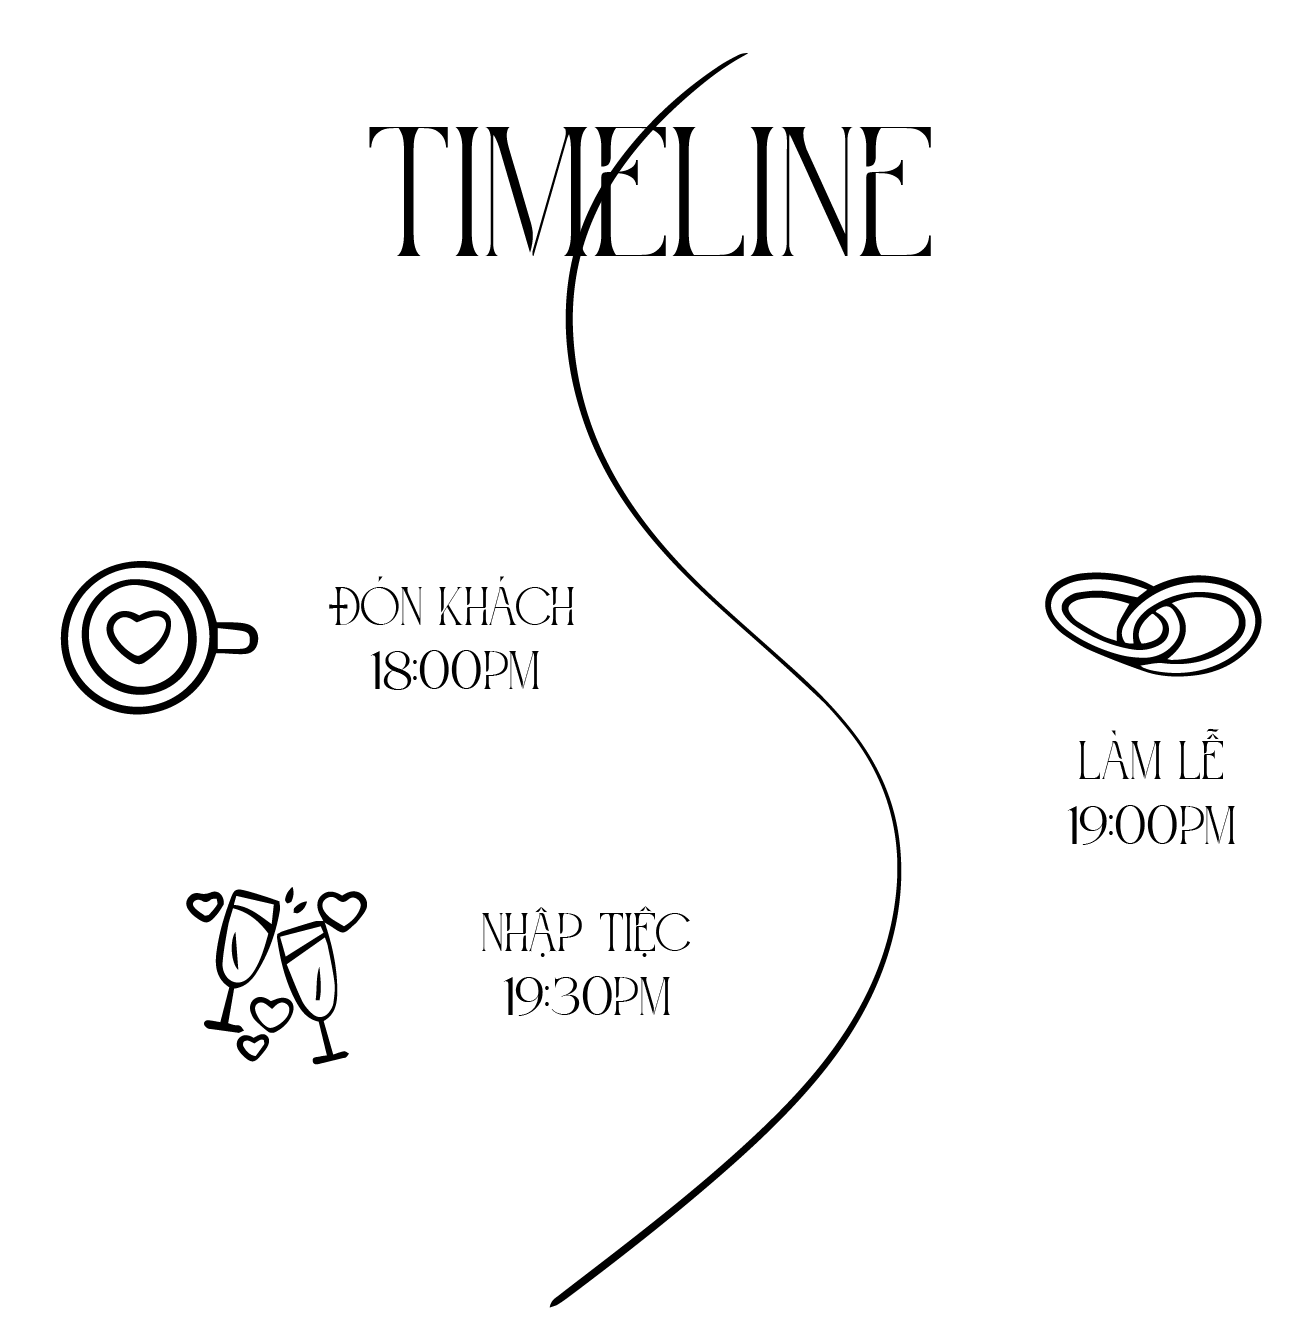 TIMELINE
ĐÓN KHÁCH
18:00PM
LÀM LỄ
19:00PM
NHẬP TIỆC
19:30PM